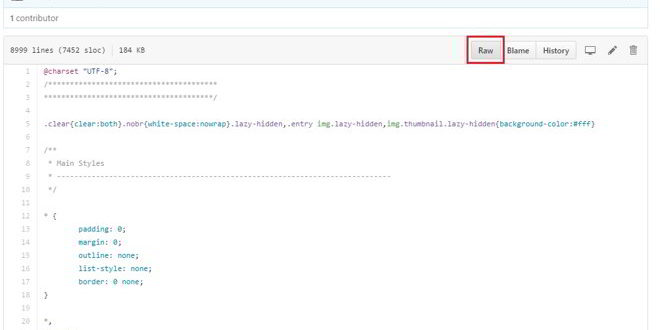 1 contributor
8999 lines (7452 sloc) 184 KB
Raw Blame History
1 @charset "UTF-8";
2 /***************************************
3 ***************************************/
4
5 .clear{clear:both}.nobr{white-space:nowrap}.lazy-hidden,.entry img.lazy-hidden,img.thumbnail.lazy-hidden{background-color:#fff}
6
7 /**
8 * Main Styles
9 * -----------------------------------------------------------------------------
10 */
11
12 * {
13 padding: 0;
14 margin: 0;
15 outline: none;
16 list-style: none;
17 border: 0 none;
18 }
19
20 *,